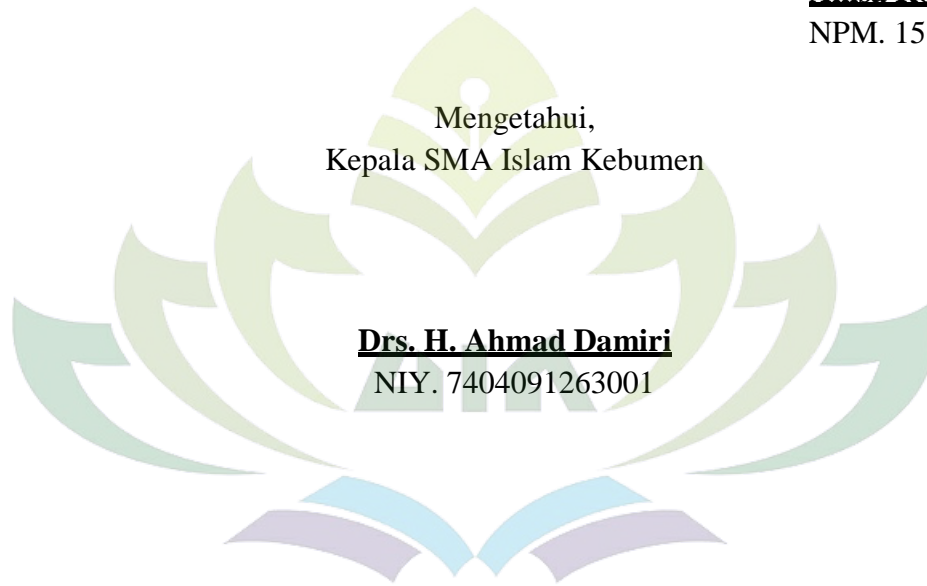 NPM. 15
Mengetahui,
Kepala SMA Islam Kebumen
Drs. H. Ahmad Damiri
NIY. 7404091263001